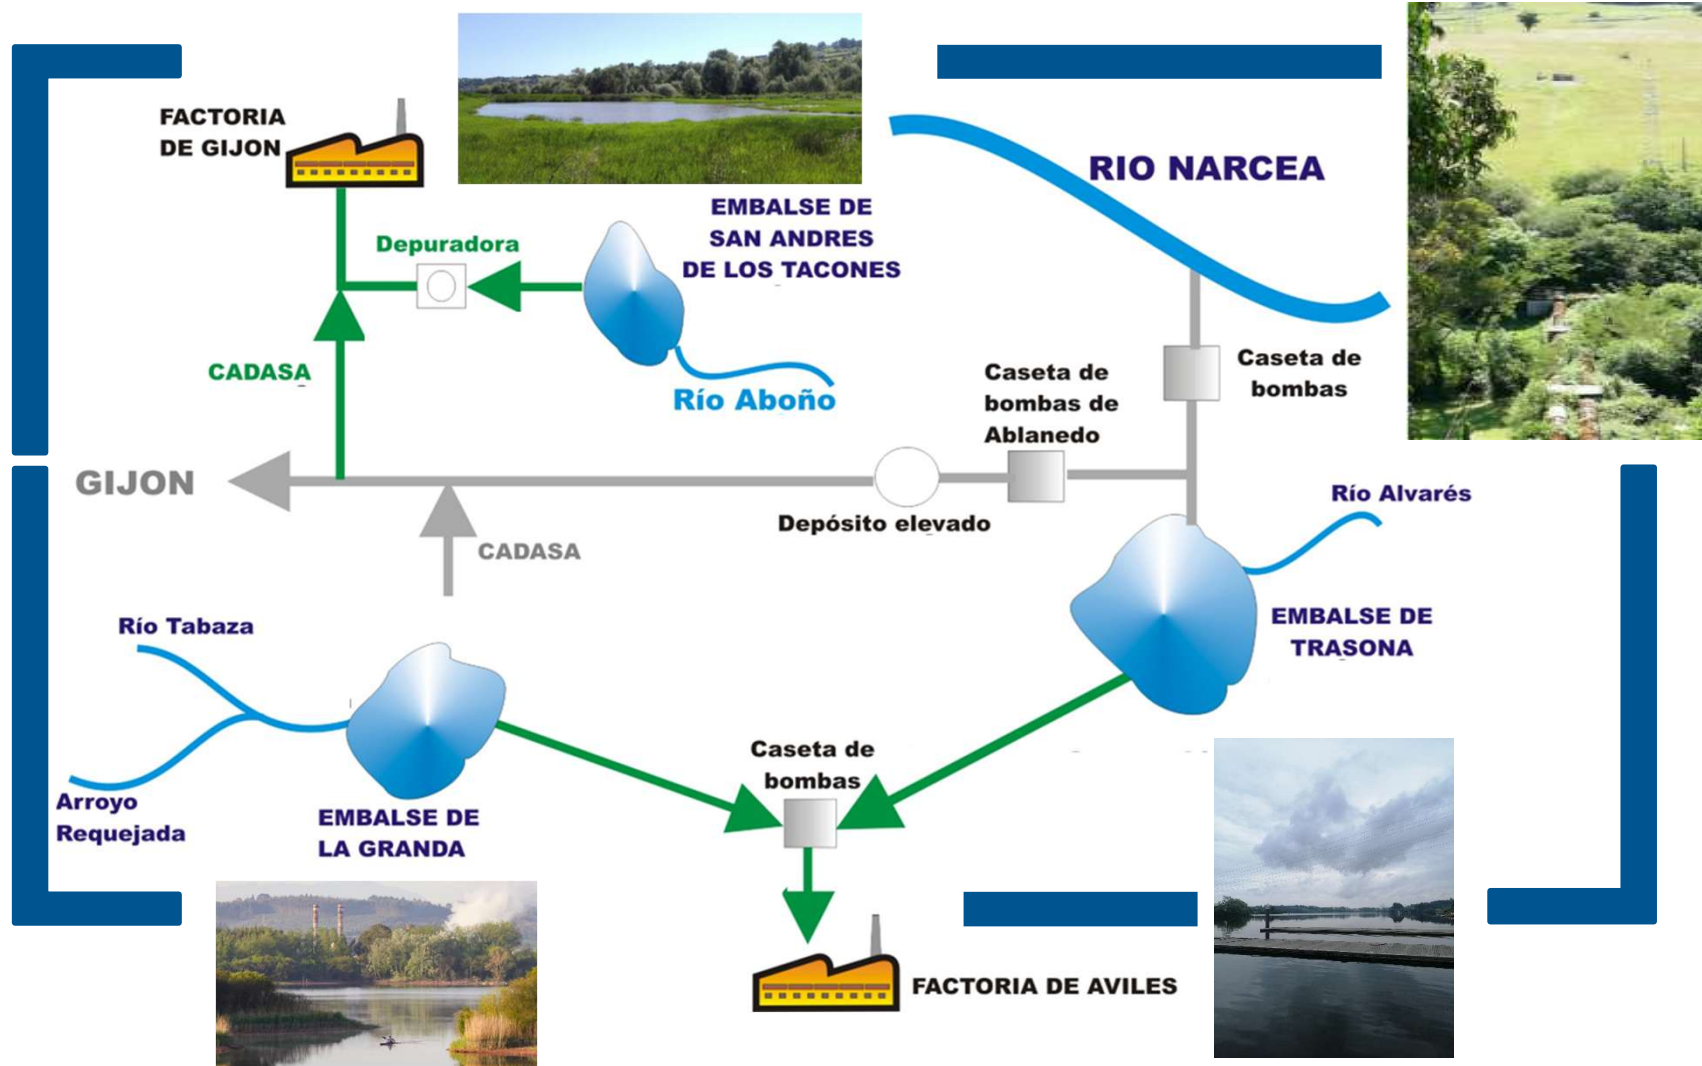 FACTORIA
DE GIJON
RIO NARCEA
EMBALSE DE
SAN ANDRES
DE LOS TACONES
Depuradora
CADASA
Río Aboño
Caseta de
bombas de
Ablanedo
Caseta de
bombas
GIJON
Depósito elevado
Río Alvarés
CADASA
EMBALSE DE
TRASONA
Río Tabaza
Arroyo
Requejada
EMBALSE DE
LA GRANDA
Caseta de
bombas
FACTORIA DE AVILES